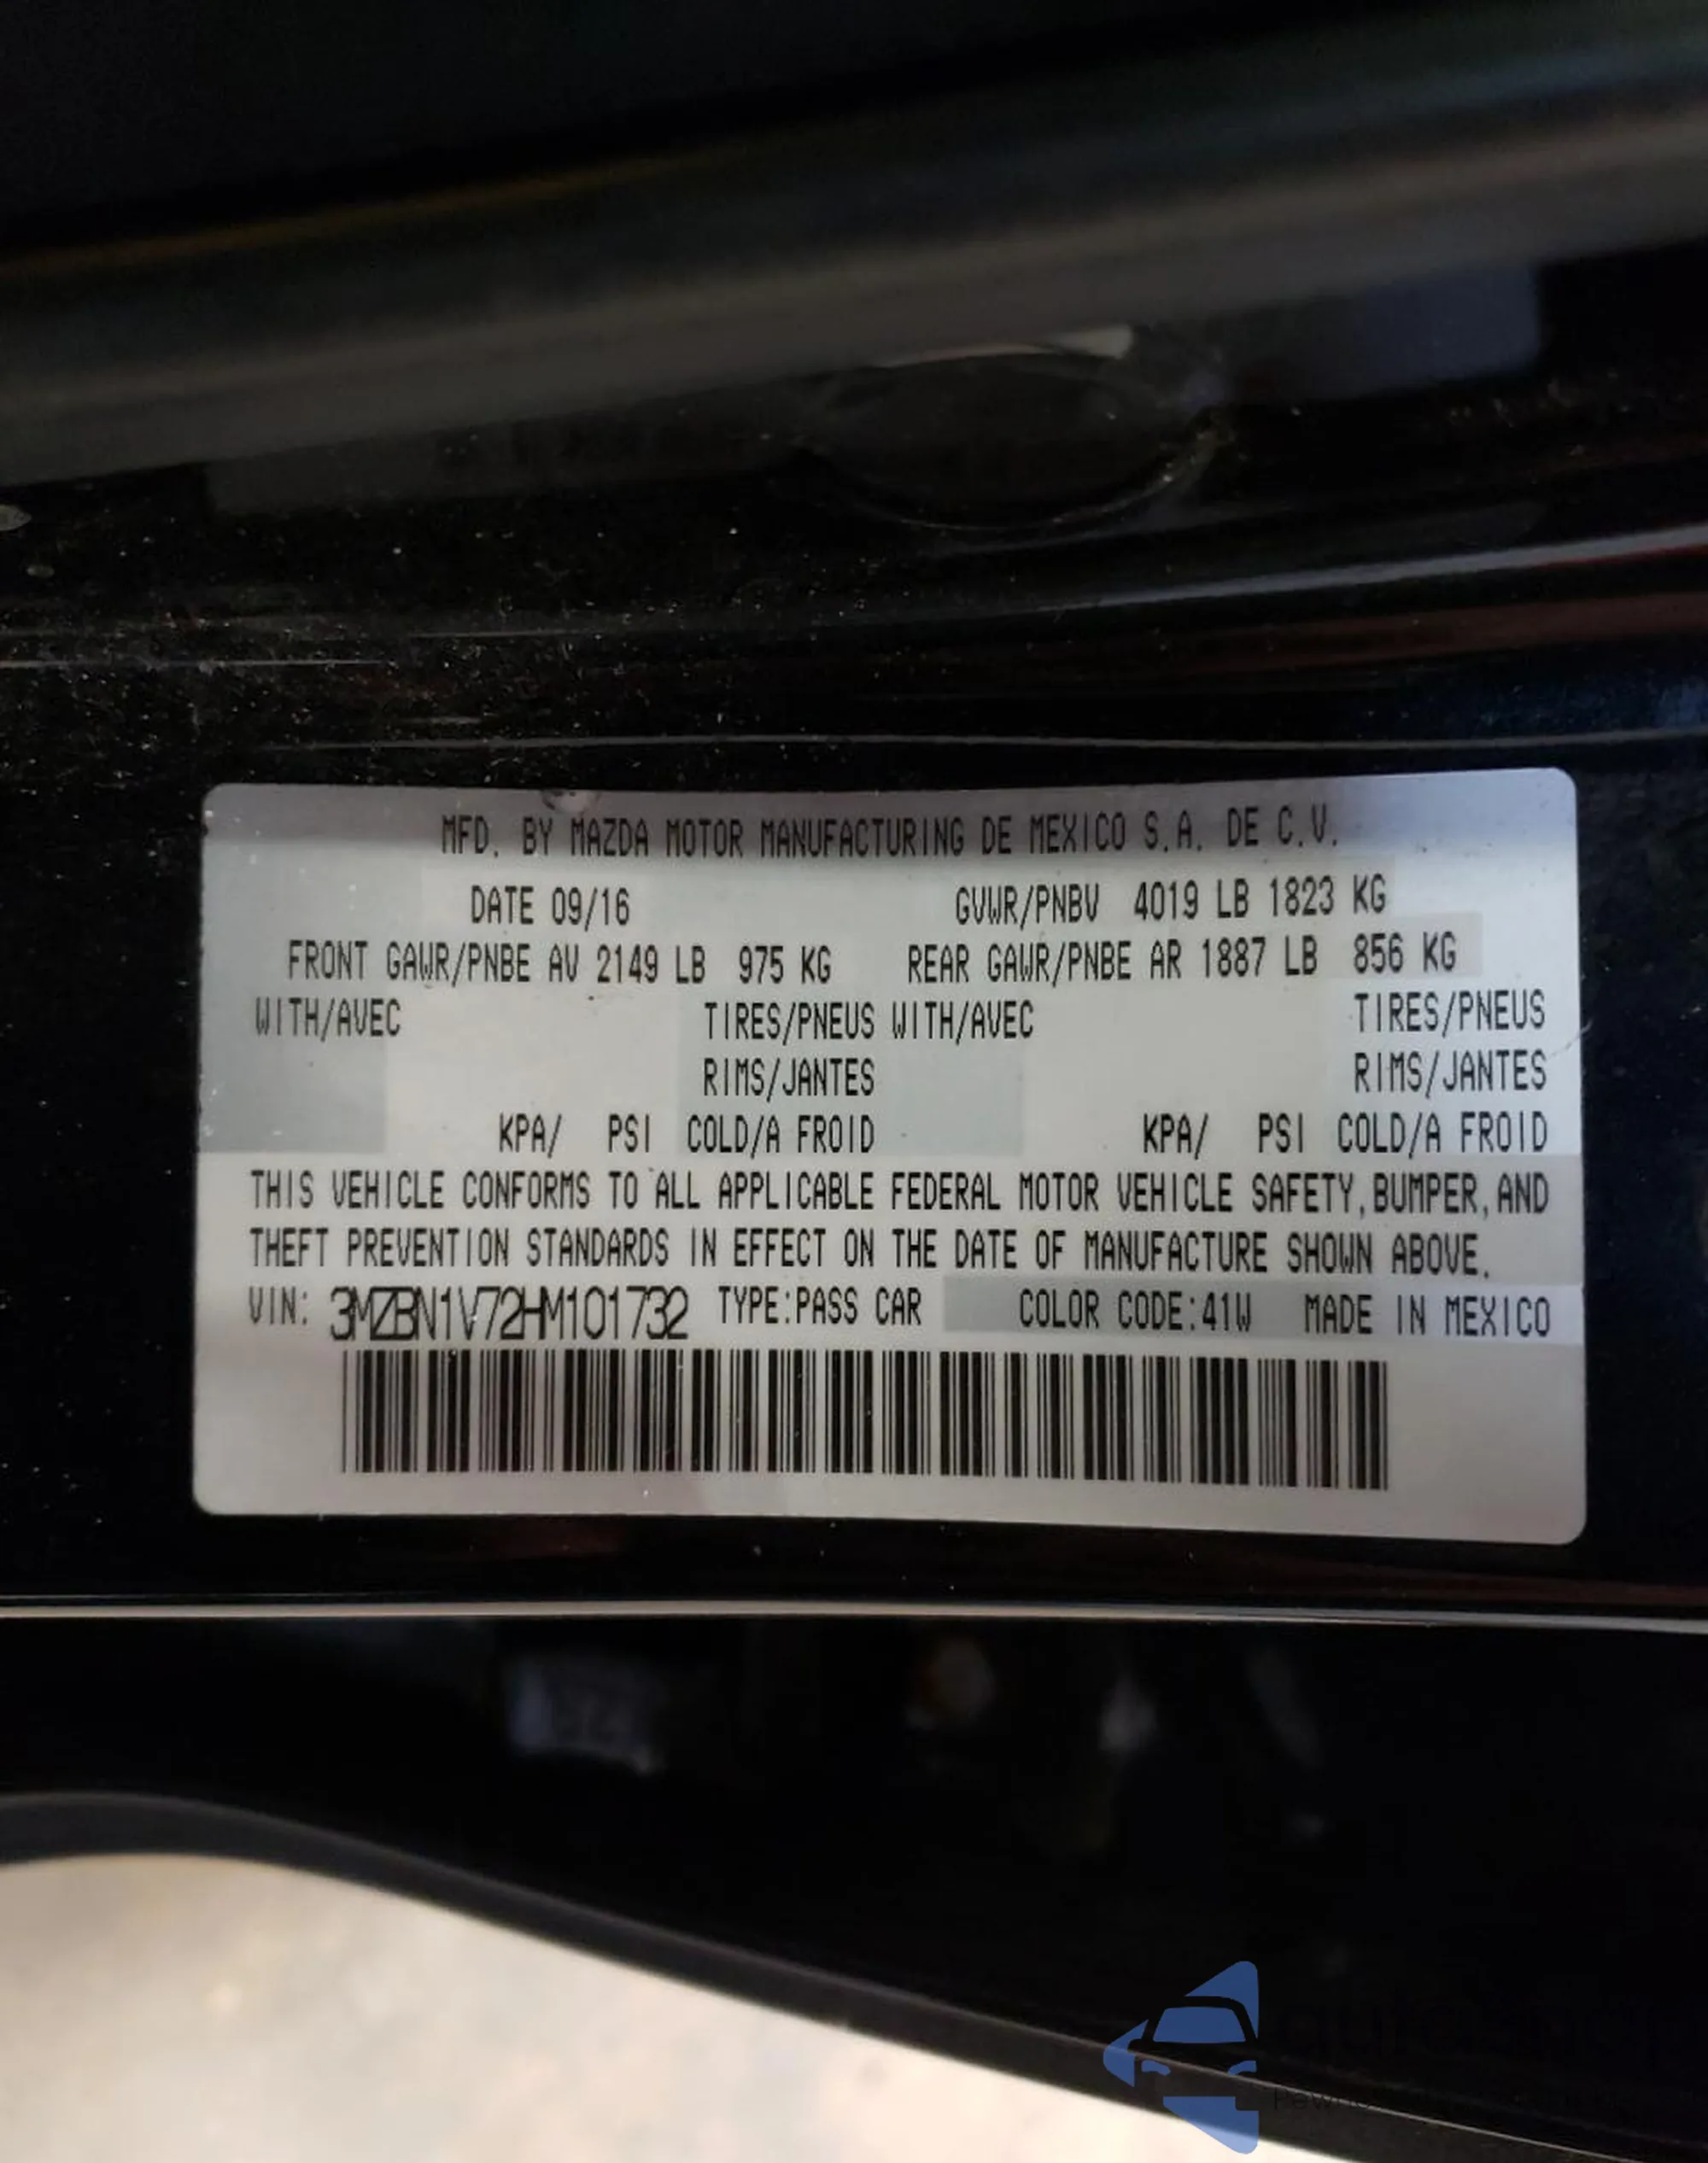 MFD. BY MAZDA MOTOR MANUFACTURING DE MEXICO S.A. DE C.V.
DATE 09/16 GVWR/PNBV 4019 LB 1823 KG
FRONT GAWR/PNBE AV 2149 LB 975 KG REAR GAWR/PNBE AR 1887 LB 856 KG
WITH/AVEC TIRES/PNEUS WITH/AVEC TIRES/PNEUS
RIMS/JANTES RIMS/JANTES
KPA/ PSI COLD/A FROID KPA/ PSI COLD/A FROID
THIS VEHICLE CONFORMS TO ALL APPLICABLE FEDERAL MOTOR VEHICLE SAFETY, BUMPER, AND
THEFT PREVENTION STANDARDS IN EFFECT ON THE DATE OF MANUFACTURE SHOWN ABOVE.
VIN: 3MZBN1V72HM101732 TYPE:PASS CAR COLOR CODE:41W MADE IN MEXICO